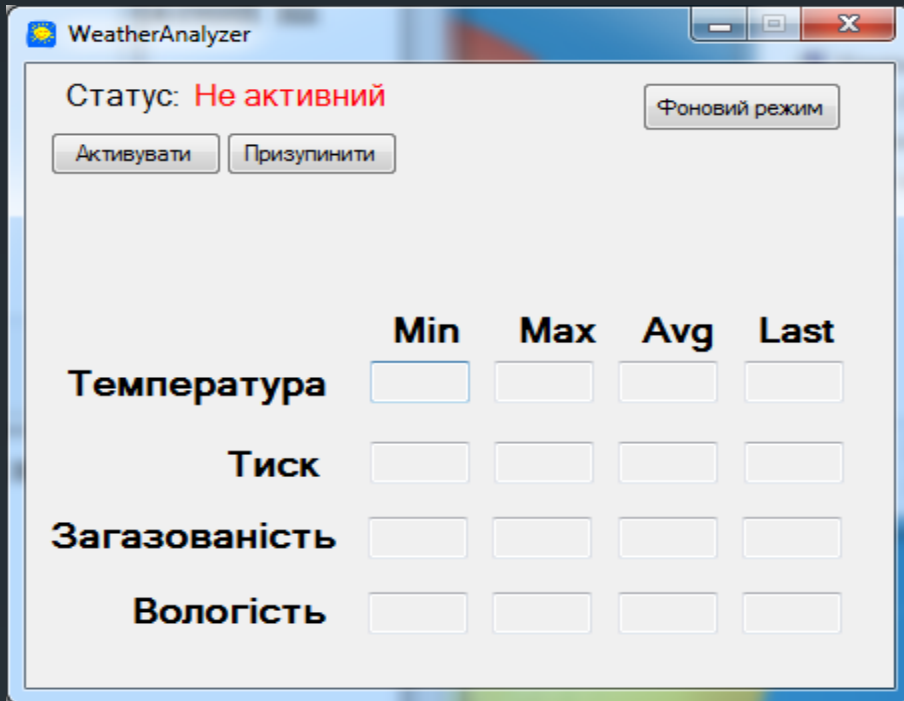 WeatherAnalyzer
Статус: Не активний
Фоновий режим
Активувати Призупинити
Min Max Avg Last
Температура
Тиск
Загазованість
Вологість